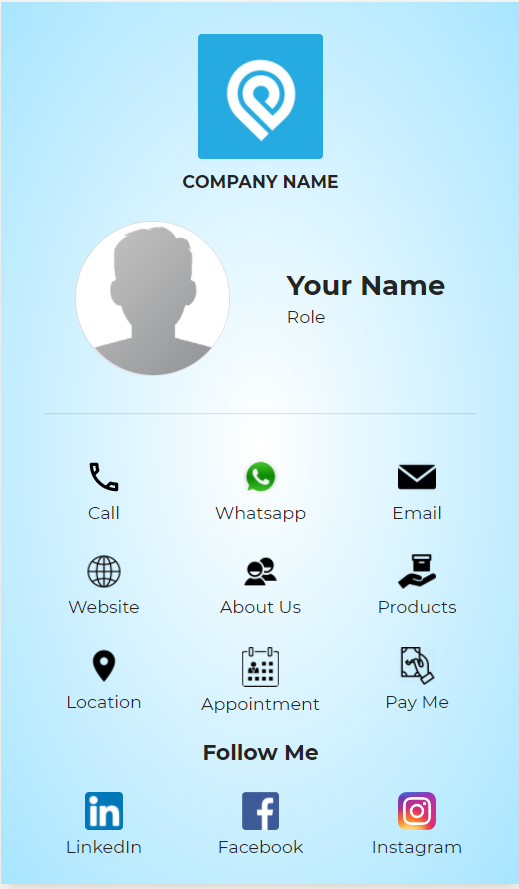 COMPANY NAME
Your Name
Role
Call
Whatsapp
Email
Website
About Us
Products
Location
Appointment
Pay Me
Follow Me
LinkedIn
Facebook
Instagram